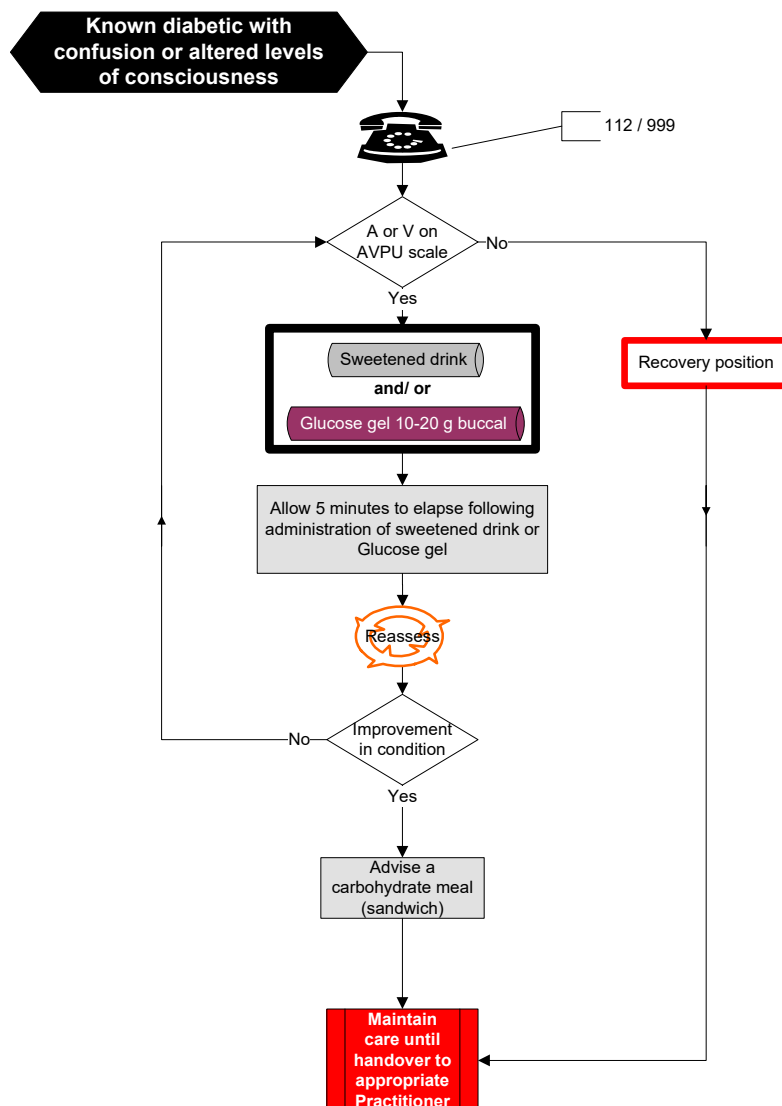 Known diabetic with
confusion or altered levels
of consciousness
112 / 999
A or V on
AVPU scale
No
Yes
Sweetened drink
and/ or
Glucose gel 10-20 g buccal
Recovery position
Allow 5 minutes to elapse following
administration of sweetened drink or
Glucose gel
Reassess
Improvement
in condition
No
Yes
Advise a
carbohydrate meal
(sandwich)
Maintain
care until
handover to
appropriate
Practitioner